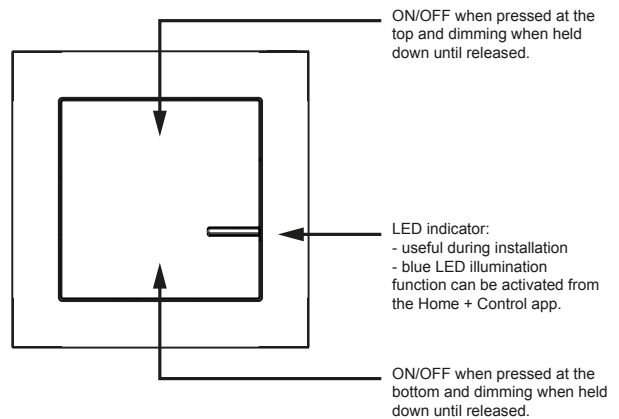 ON/OFF when pressed at the
top and dimming when held
down until released.
LED indicator:
- useful during installation
- blue LED illumination
function can be activated from
the Home + Control app.
ON/OFF when pressed at the
bottom and dimming when held
down until released.